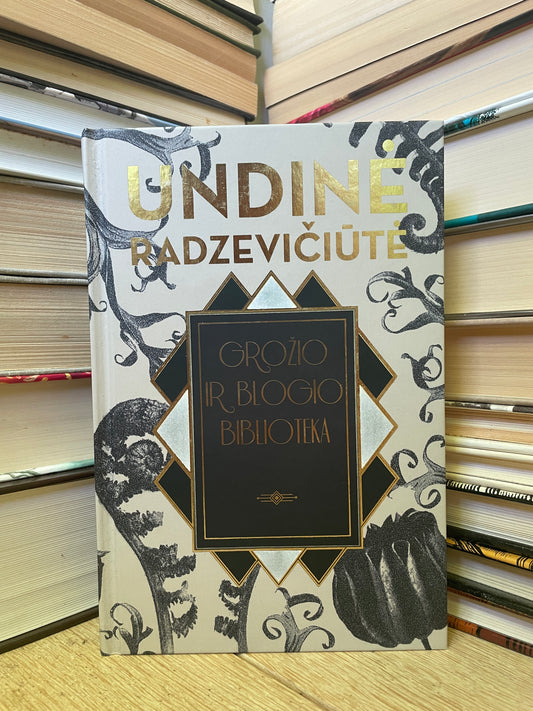 UNDINĖ
RADZEVIČIŪTĖ
GROŽIO
IR BLOGIO
BIBLIOTEKA